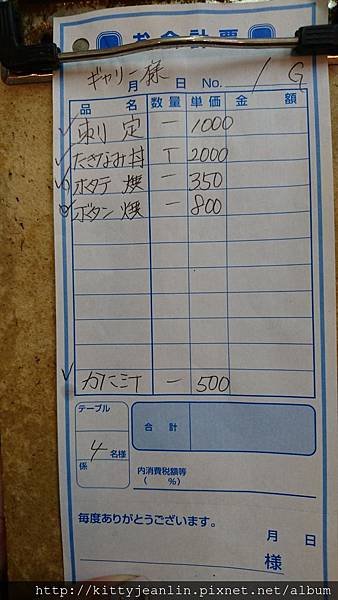 お会計票
ギャリー様
月 日 No. 1 G
品 名 数量 単価 金 額
刺定 一 1000
たきなみ丼 T 2000
ホタテ焼 一 350
ボタン焼 一 800
カニ汁 一 500
テーブル
4名様
係
合 計
内消費税額等
( %)
毎度ありがとうございます。
月 日
様
http://kittyjeanlin.pixnet.net/album